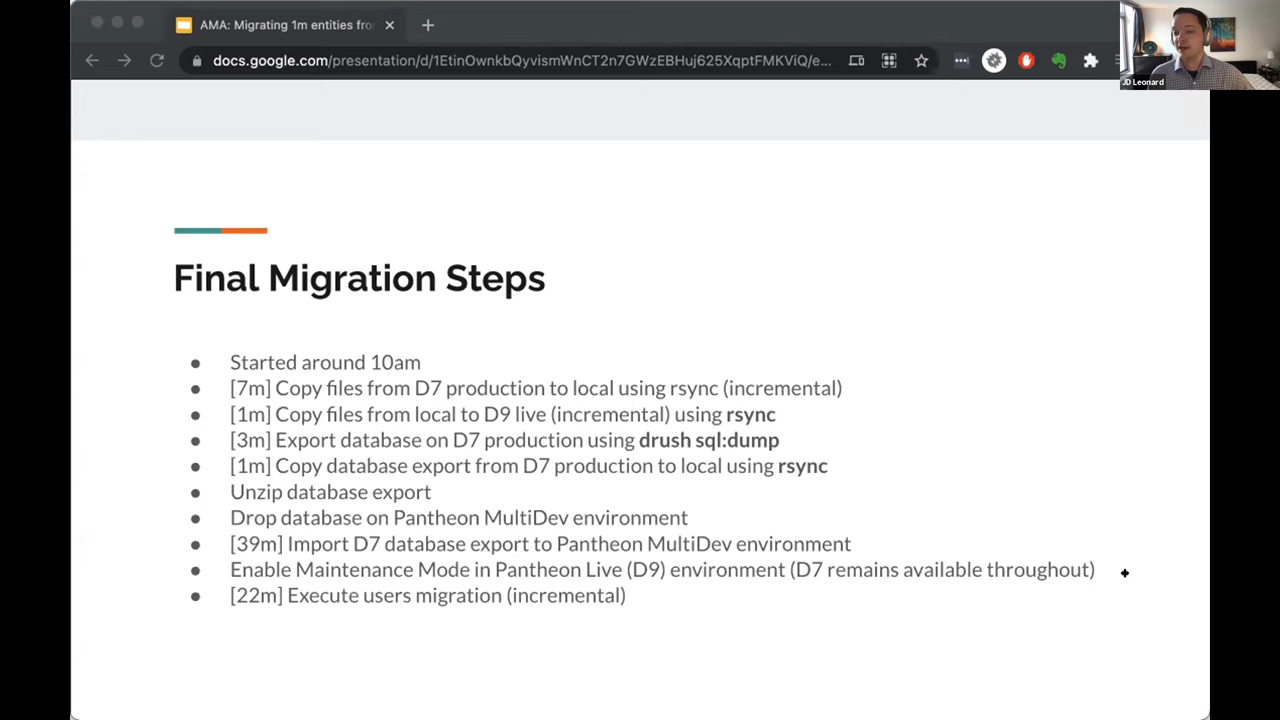 AMA: Migrating 1m entities fro
docs.google.com/presentation/d/1EtinOwnkbQyvismWnCT2n7GWzEBHuj625XqptFMKViQ/e...
JD Leonard
Final Migration Steps
● Started around 10am
● [7m] Copy files from D7 production to local using rsync (incremental)
● [1m] Copy files from local to D9 live (incremental) using rsync
● [3m] Export database on D7 production using drush sql:dump
● [1m] Copy database export from D7 production to local using rsync
● Unzip database export
● Drop database on Pantheon MultiDev environment
● [39m] Import D7 database export to Pantheon MultiDev environment
● Enable Maintenance Mode in Pantheon Live (D9) environment (D7 remains available throughout)
● [22m] Execute users migration (incremental)